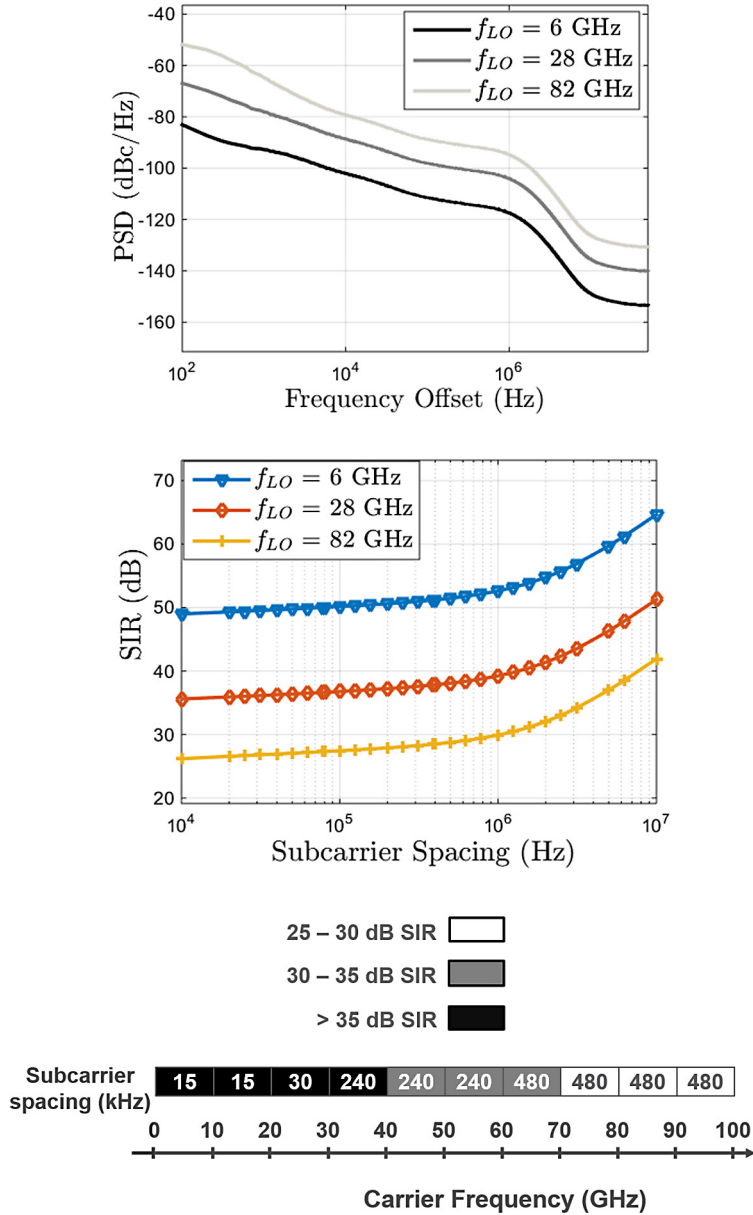 -40
-60
-80
-100
-120
-140
-160
PSD (dBc/Hz)
f_LO = 6 GHz
f_LO = 28 GHz
f_LO = 82 GHz
10^2
10^4
10^6
Frequency Offset (Hz)
70
60
50
40
30
20
SIR (dB)
f_LO = 6 GHz
f_LO = 28 GHz
f_LO = 82 GHz
10^4
10^5
10^6
10^7
Subcarrier Spacing (Hz)
25 – 30 dB SIR
30 – 35 dB SIR
> 35 dB SIR
Subcarrier
spacing (kHz)
15 15 30 240 240 240 480 480 480 480
0 10 20 30 40 50 60 70 80 90 100
Carrier Frequency (GHz)